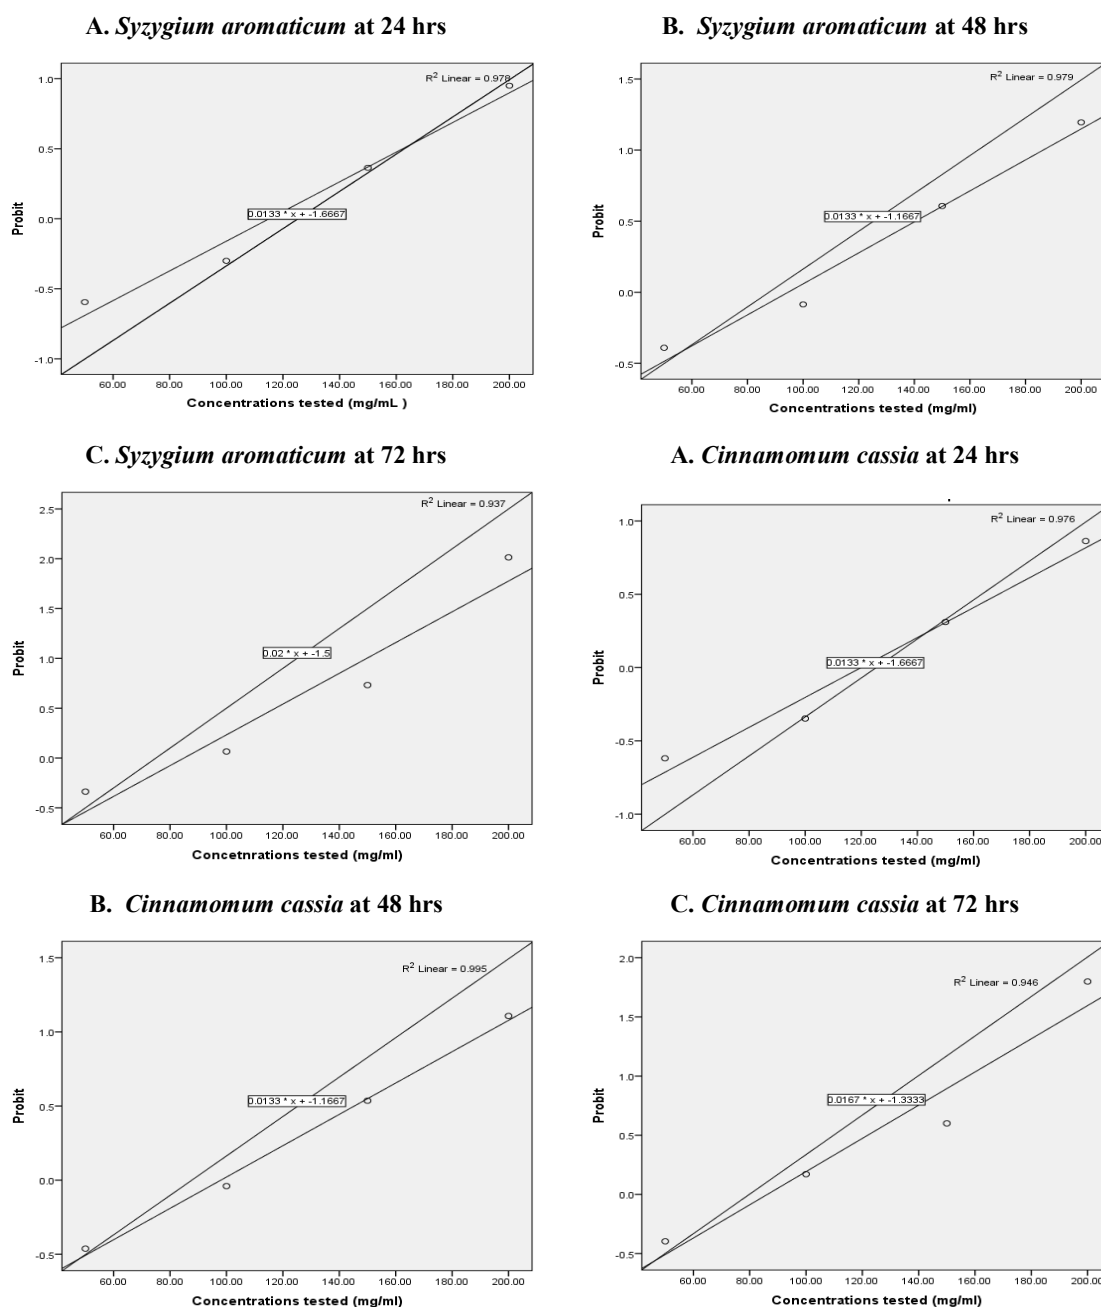 A. Syzygium aromaticum at 24 hrs
R2 Linear = 0.978
1.0
0.5
0.0
-0.5
-1.0
Probit
0.0133 * x + -1.6667
60.00 80.00 100.00 120.00 140.00 160.00 180.00 200.00
Concentrations tested (mg/mL )
B. Syzygium aromaticum at 48 hrs
R2 Linear = 0.979
1.5
1.0
0.5
0.0
-0.5
Probit
0.0133 * x + -1.1667
60.00 80.00 100.00 120.00 140.00 160.00 180.00 200.00
Concentrations tested (mg/ml)
C. Syzygium aromaticum at 72 hrs
R2 Linear = 0.937
2.5
2.0
1.5
1.0
0.5
0.0
-0.5
Probit
0.02 * x + -1.5
60.00 80.00 100.00 120.00 140.00 160.00 180.00 200.00
Concetnrations tested (mg/ml)
A. Cinnamomum cassia at 24 hrs
R2 Linear = 0.976
1.0
0.5
0.0
-0.5
-1.0
Probit
0.0133 * x + -1.6667
60.00 80.00 100.00 120.00 140.00 160.00 180.00 200.00
Concentrations tested (mg/ml)
B. Cinnamomum cassia at 48 hrs
R2 Linear = 0.995
1.5
1.0
0.5
0.0
-0.5
Probit
0.0133 * x + -1.1667
60.00 80.00 100.00 120.00 140.00 160.00 180.00 200.00
Concentrations tested (mg/ml)
C. Cinnamomum cassia at 72 hrs
R2 Linear = 0.946
2.0
1.5
1.0
0.5
0.0
-0.5
Probit
0.0167 * x + -1.3333
60.00 80.00 100.00 120.00 140.00 160.00 180.00 200.00
Concentrations tested (mg/ml)